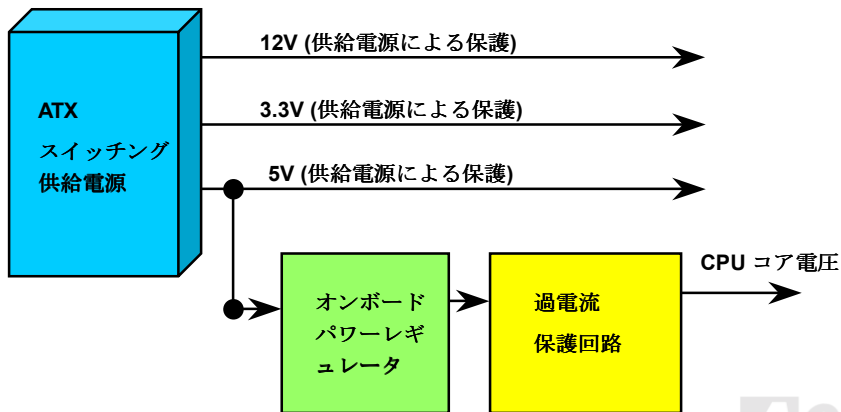 12V (供給電源による保護)
ATX
スイッチング
供給電源
3.3V (供給電源による保護)
5V (供給電源による保護)
オンボード
パワーレギ
ュレータ
過電流
保護回路
CPU コア電圧